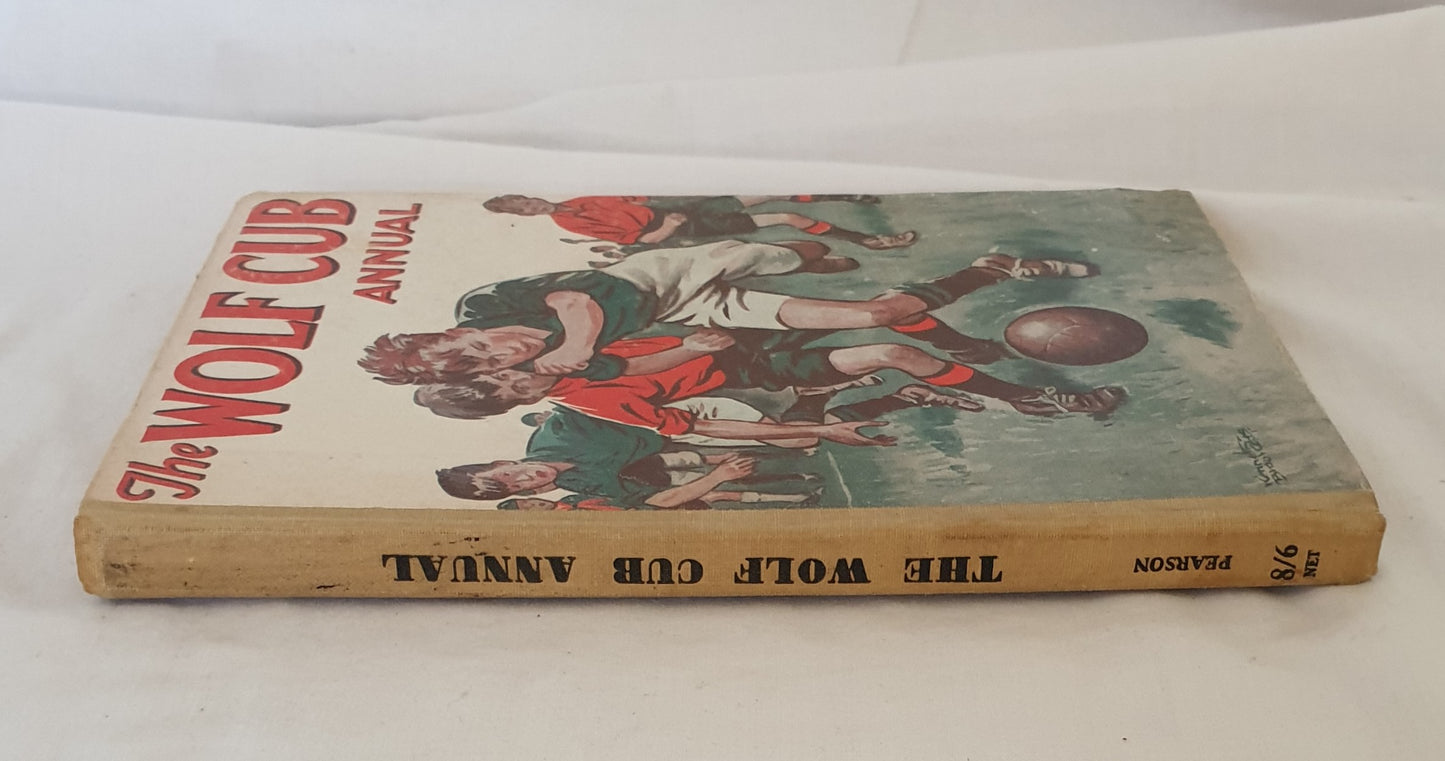 The WOLF CUB
ANNUAL
THE WOLF CUB ANNUAL
PEARSON
8/6
NET